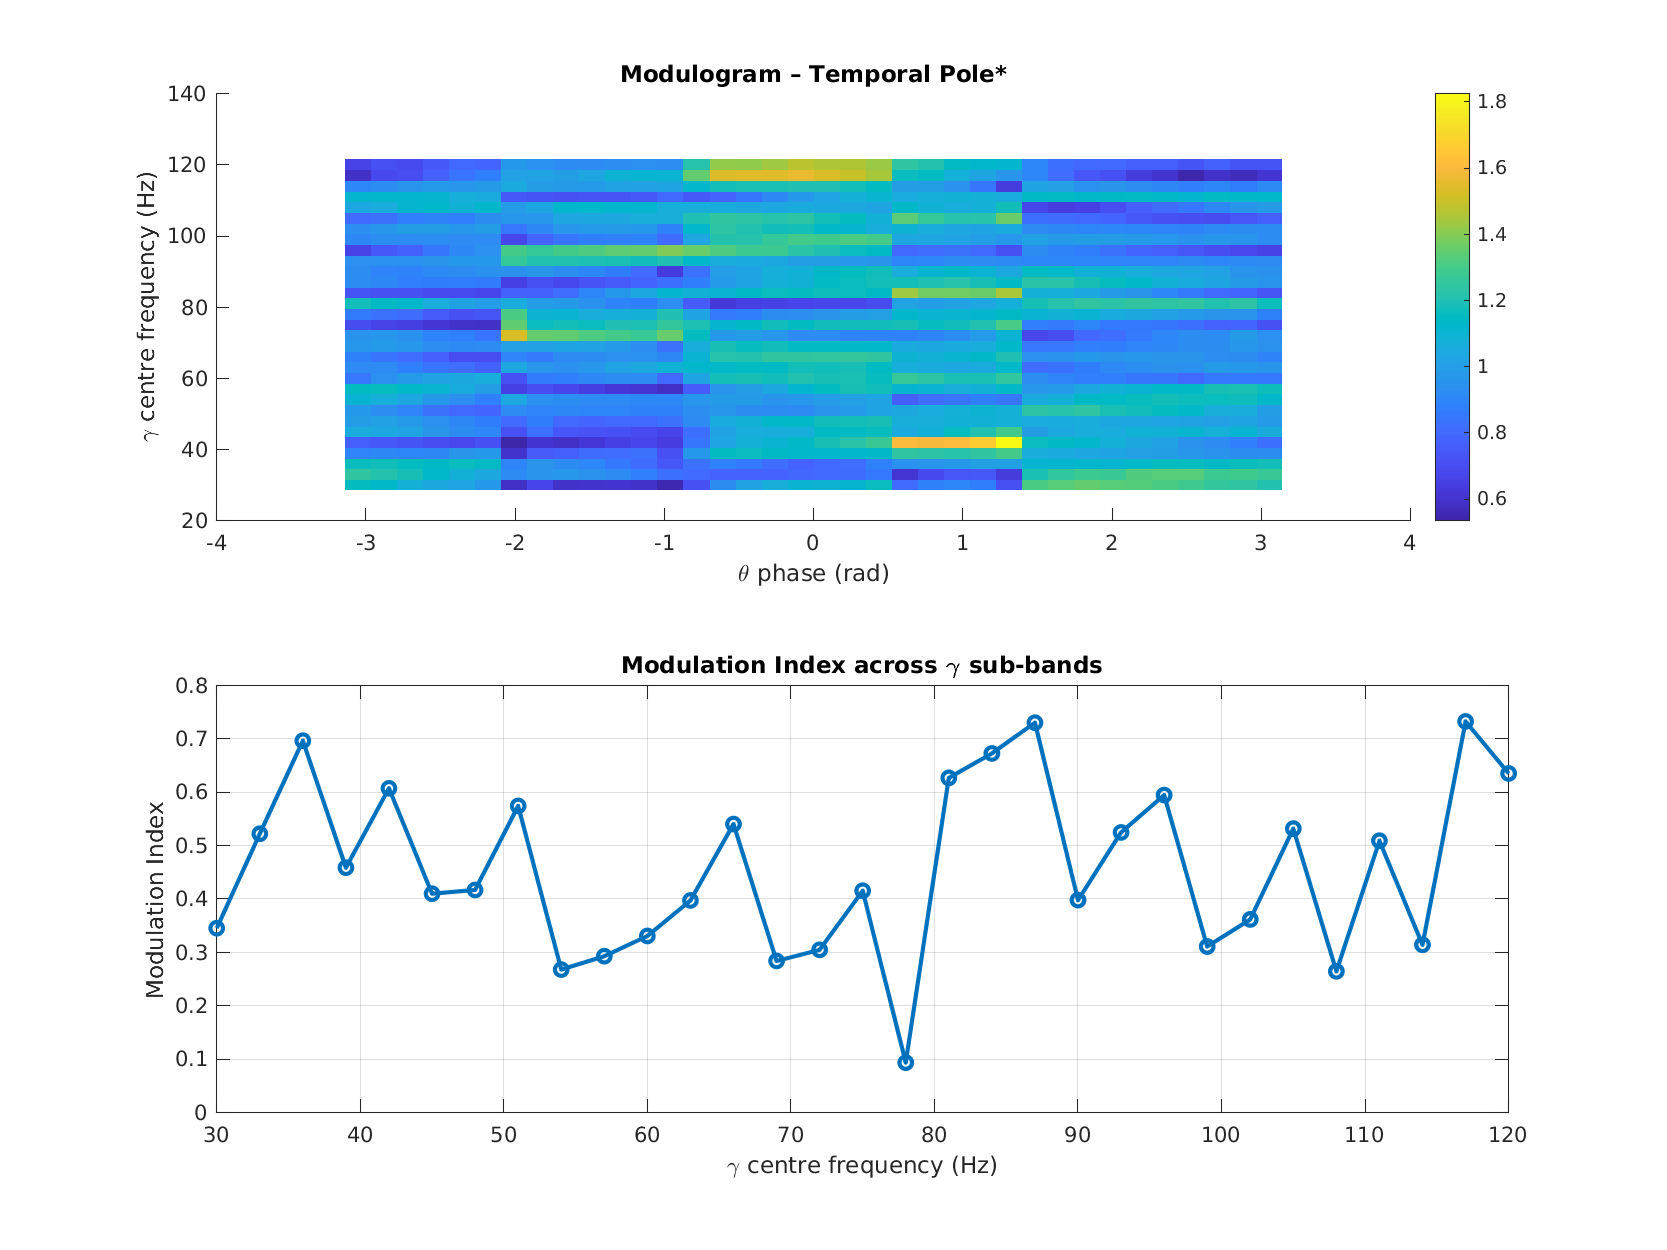 Modulogram – Temporal Pole*
140
120
100
80
60
40
20
γ centre frequency (Hz)
-4 -3 -2 -1 0 1 2 3 4
θ phase (rad)
1.8
1.6
1.4
1.2
1
0.8
0.6
Modulation Index across γ sub-bands
0.8
0.7
0.6
0.5
0.4
0.3
0.2
0.1
0
Modulation Index
30 40 50 60 70 80 90 100 110 120
γ centre frequency (Hz)